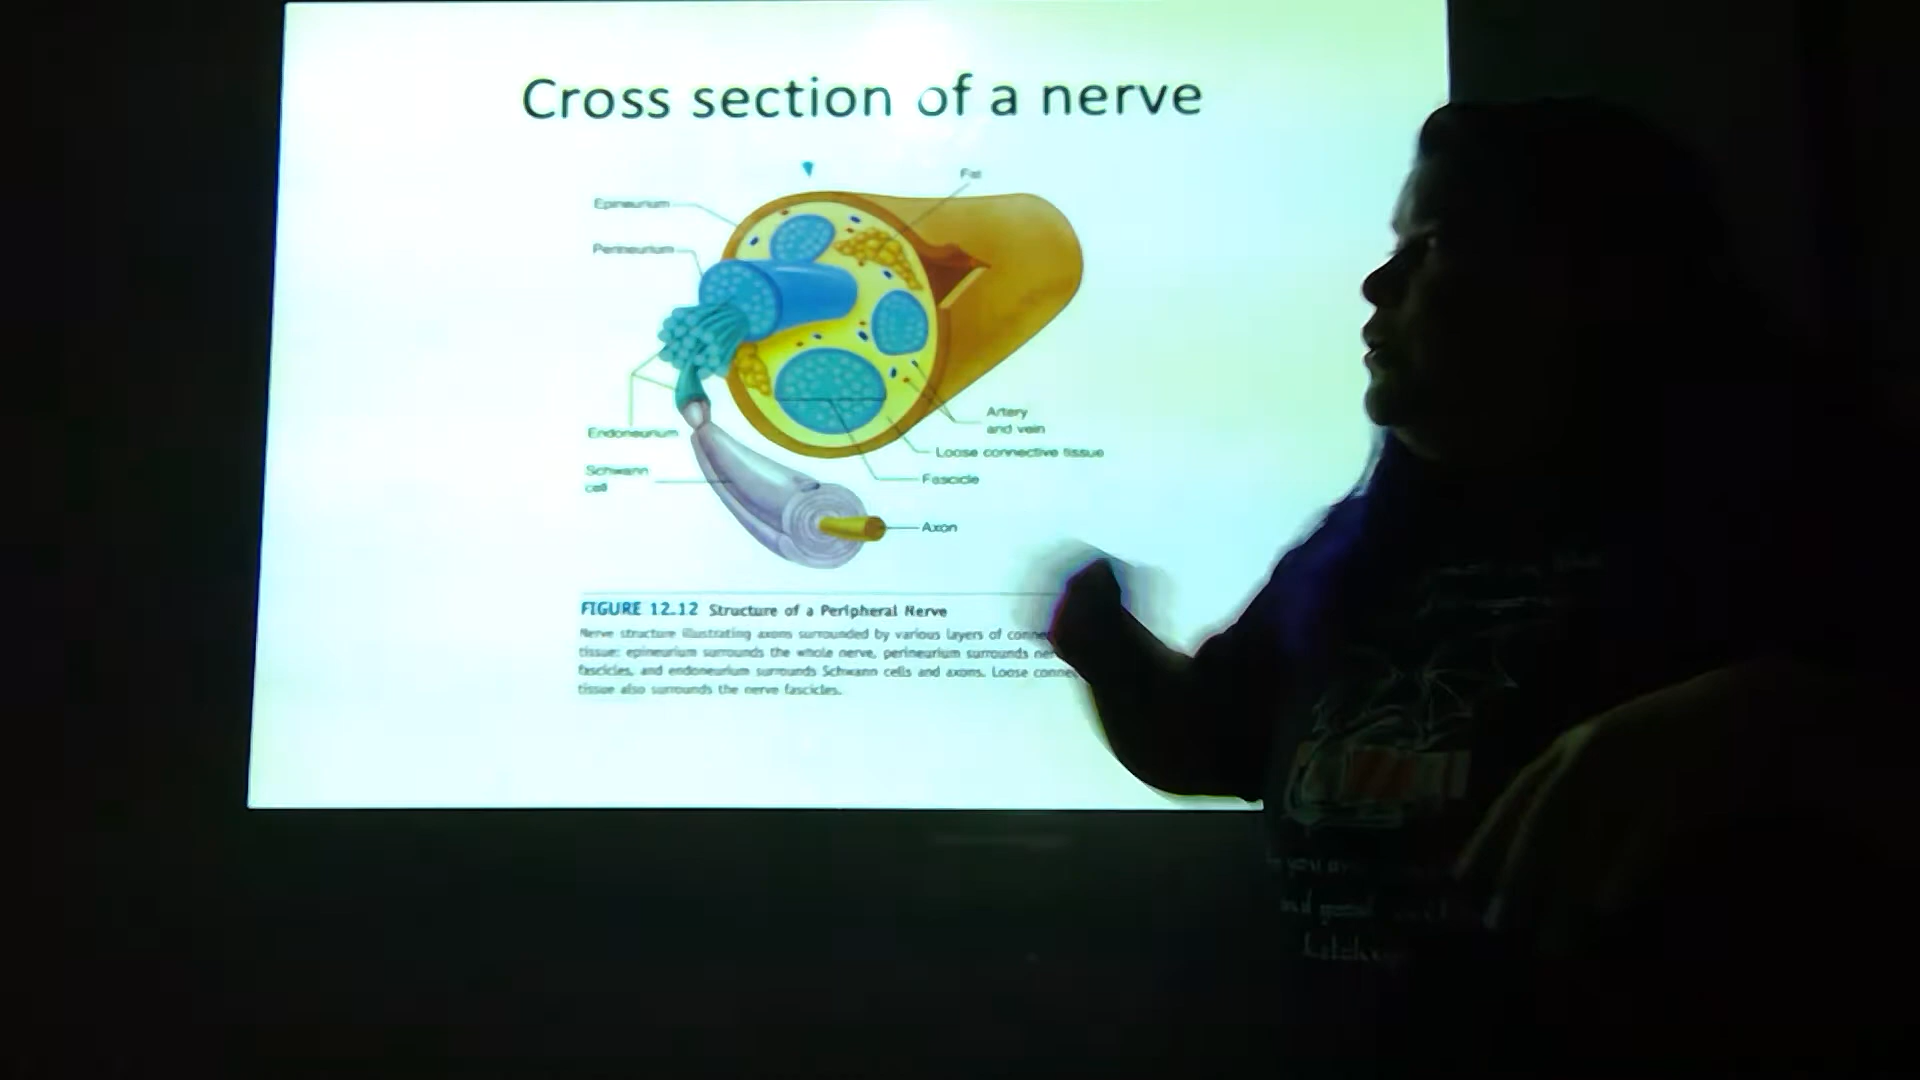 Cross section of a nerve
Fat
Epineurium
Perineurium
Endoneurium
Schwann
cell
Artery
and vein
Loose connective tissue
Fascicle
Axon
FIGURE 12.12 Structure of a Peripheral Nerve
Nerve structure illustrating axons surrounded by various layers of conne
tissue: epineurium surrounds the whole nerve, perineurium surrounds ner
fascicles, and endoneurium surrounds Schwann cells and axons. Loose connec
tissue also surrounds the nerve fascicles.